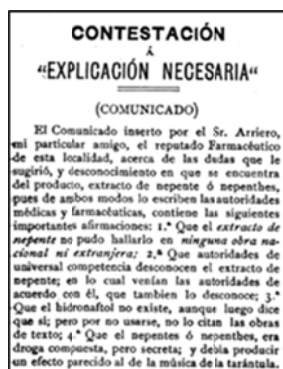 CONTESTACIÓN
Á
“EXPLICACIÓN NECESARIA“
(COMUNICADO)
El Comunicado inserto por el Sr. Arriero,
mi particular amigo, el reputado Farmacéutico
de esta localidad, acerca de las dudas que le
sugirió, y desconocimiento en que se encuentra
del producto, extracto de nepente ó nepenthes,
pues de ambos modo lo escriben las autoridades
médicas y farmacéuticas, contiene las siguientes
importantes afirmaciones: 1.ª Que el extracto de
nepente no pudo hallarlo en ninguna obra na-
cional ni extranjera; 2.ª Que autoridades de
universal competencia desconocen el extracto de
nepente; en lo cual venían las autoridades de
acuerdo con él, que tambien lo desconoce; 3.ª
Que el hidronaftol no existe, aunque luego dice
que sí; pero por no usarse, no lo citan las obras
de texto; 4.ª Que el nepentes ó nepenthes, era
droga compuesta, pero secreta; y debía producir
un efecto parecido al de la música de la tarántula.